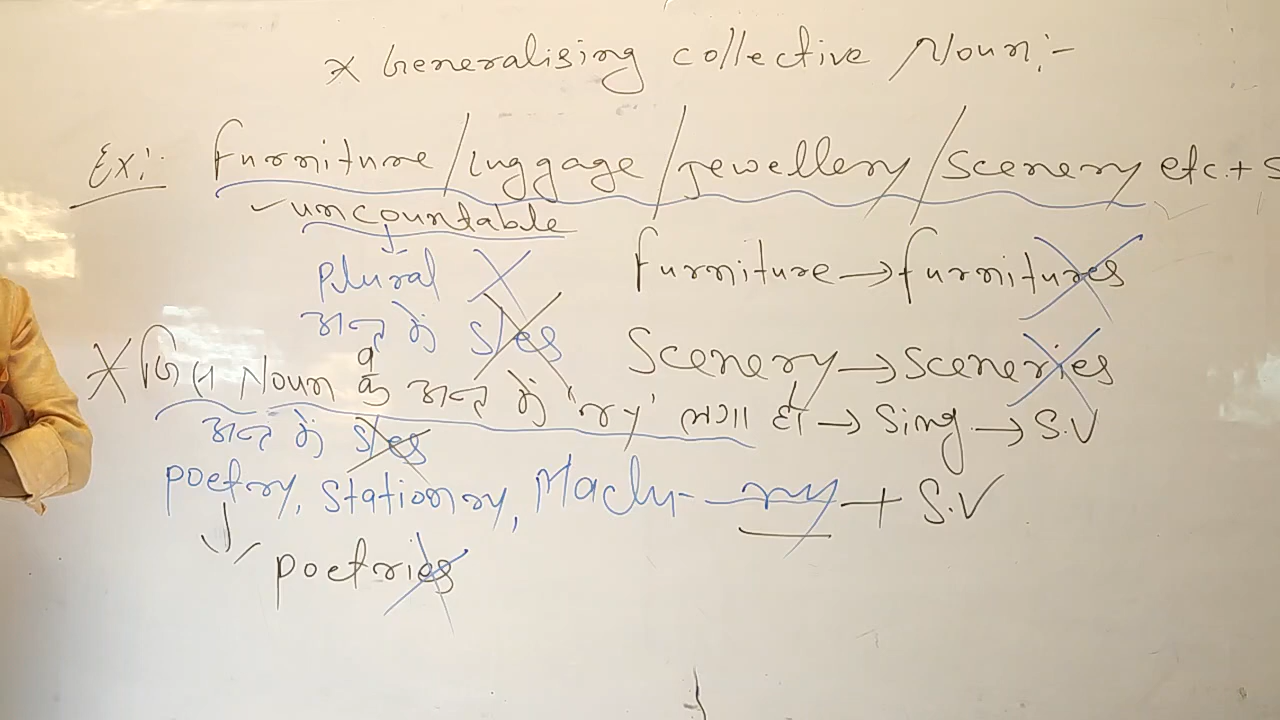 * Generalising collective Noun:-
Ex:- furniture/luggage/jewellery/scenery etc.+ S
uncountable
Plural
अन्त में s/es
furniture→furnitures
Scenery→Sceneries
* जिस Noun के अन्त में 'ry' लगा हो → Sing → S.V
अन्त में s/es
poetry, stationry, Machi-ry + S.V
poetries